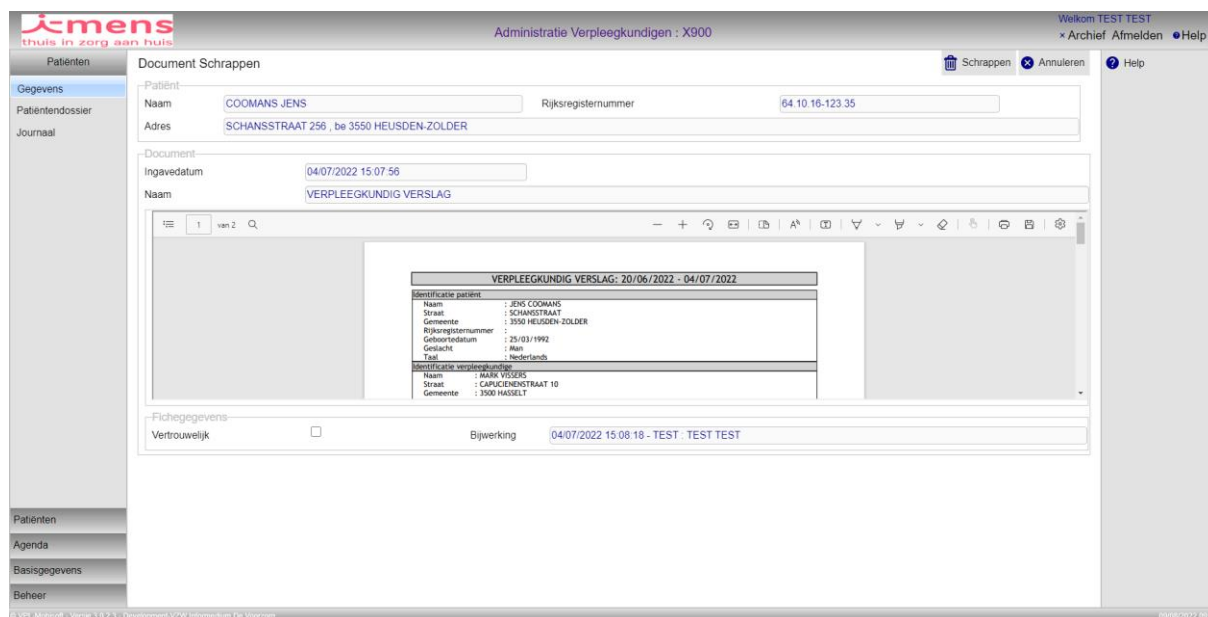 i-mens
thuis in zorg aan huis
Administratie Verpleegkundigen : X900
Welkom TEST TEST
× Archief Afmelden Help
Patiënten
Gegevens
Patiëntendossier
Journaal
Document Schrappen
Schrappen Annuleren
Help
Patiënt
Naam COOMANS JENS Rijksregisternummer 64.10.16-123.35
Adres SCHANSSTRAAT 256 , be 3550 HEUSDEN-ZOLDER
Document
Ingavedatum 04/07/2022 15:07:56
Naam VERPLEEGKUNDIG VERSLAG
1 van 2
VERPLEEGKUNDIG VERSLAG: 20/06/2022 - 04/07/2022
Identificatie patiënt
Naam : JENS COOMANS
Straat : SCHANSSTRAAT
Gemeente : 3550 HEUSDEN-ZOLDER
Rijksregisternummer :
Geboortedatum : 25/03/1992
Geslacht : Man
Taal : Nederlands
Identificatie verpleegkundige
Naam : MARK VISSERS
Straat : CAPUCIENENSTRAAT 10
Gemeente : 3500 HASSELT
Fichegegevens
Vertrouwelijk Bijwerking 04/07/2022 15:08:18 - TEST : TEST TEST
Patiënten
Agenda
Basisgegevens
Beheer